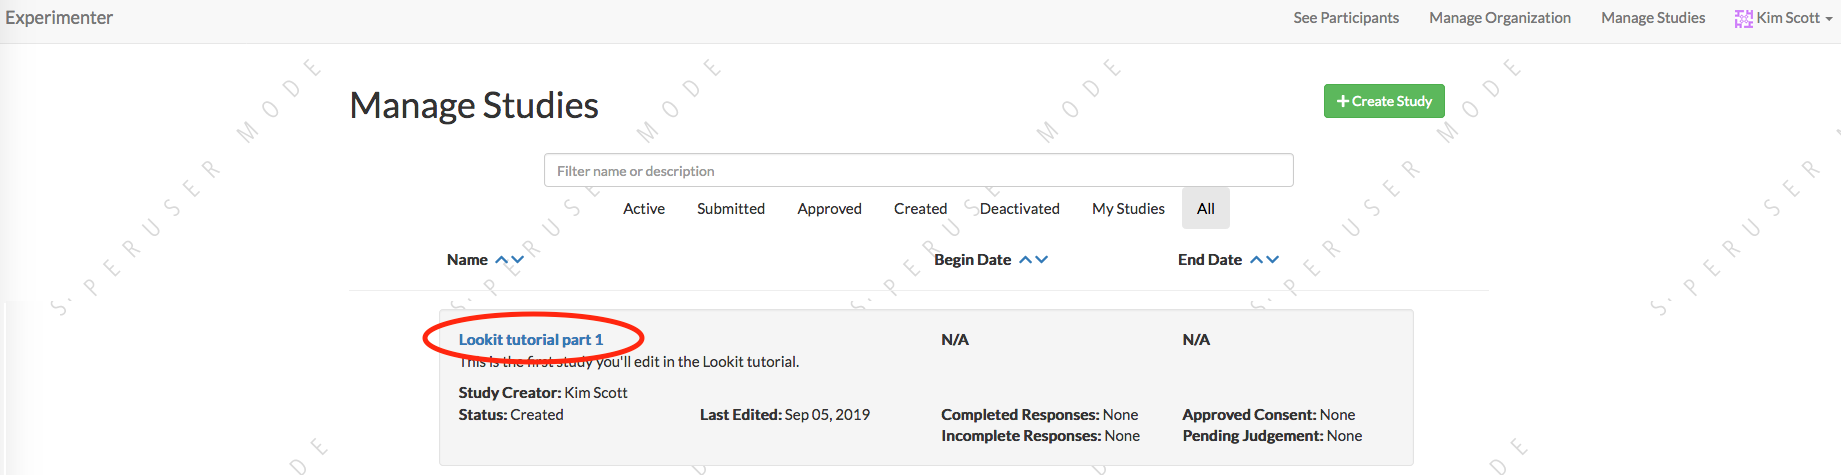 Experimenter See Participants Manage Organization Manage Studies Kim Scott
Manage Studies
Create Study
Filter name or description
Active Submitted Approved Created Deactivated My Studies All
Name Begin Date End Date
Lookit tutorial part 1 N/A N/A
This is the first study you'll edit in the Lookit tutorial.
Study Creator: Kim Scott
Status: Created Last Edited: Sep 05, 2019 Completed Responses: None Approved Consent: None
Incomplete Responses: None Pending Judgement: None
S. PERUSER MODE
S. PERUSER MODE
S. PERUSER MODE
S. PERUSER MODE
S. PERUSER MODE
MODE
MODE